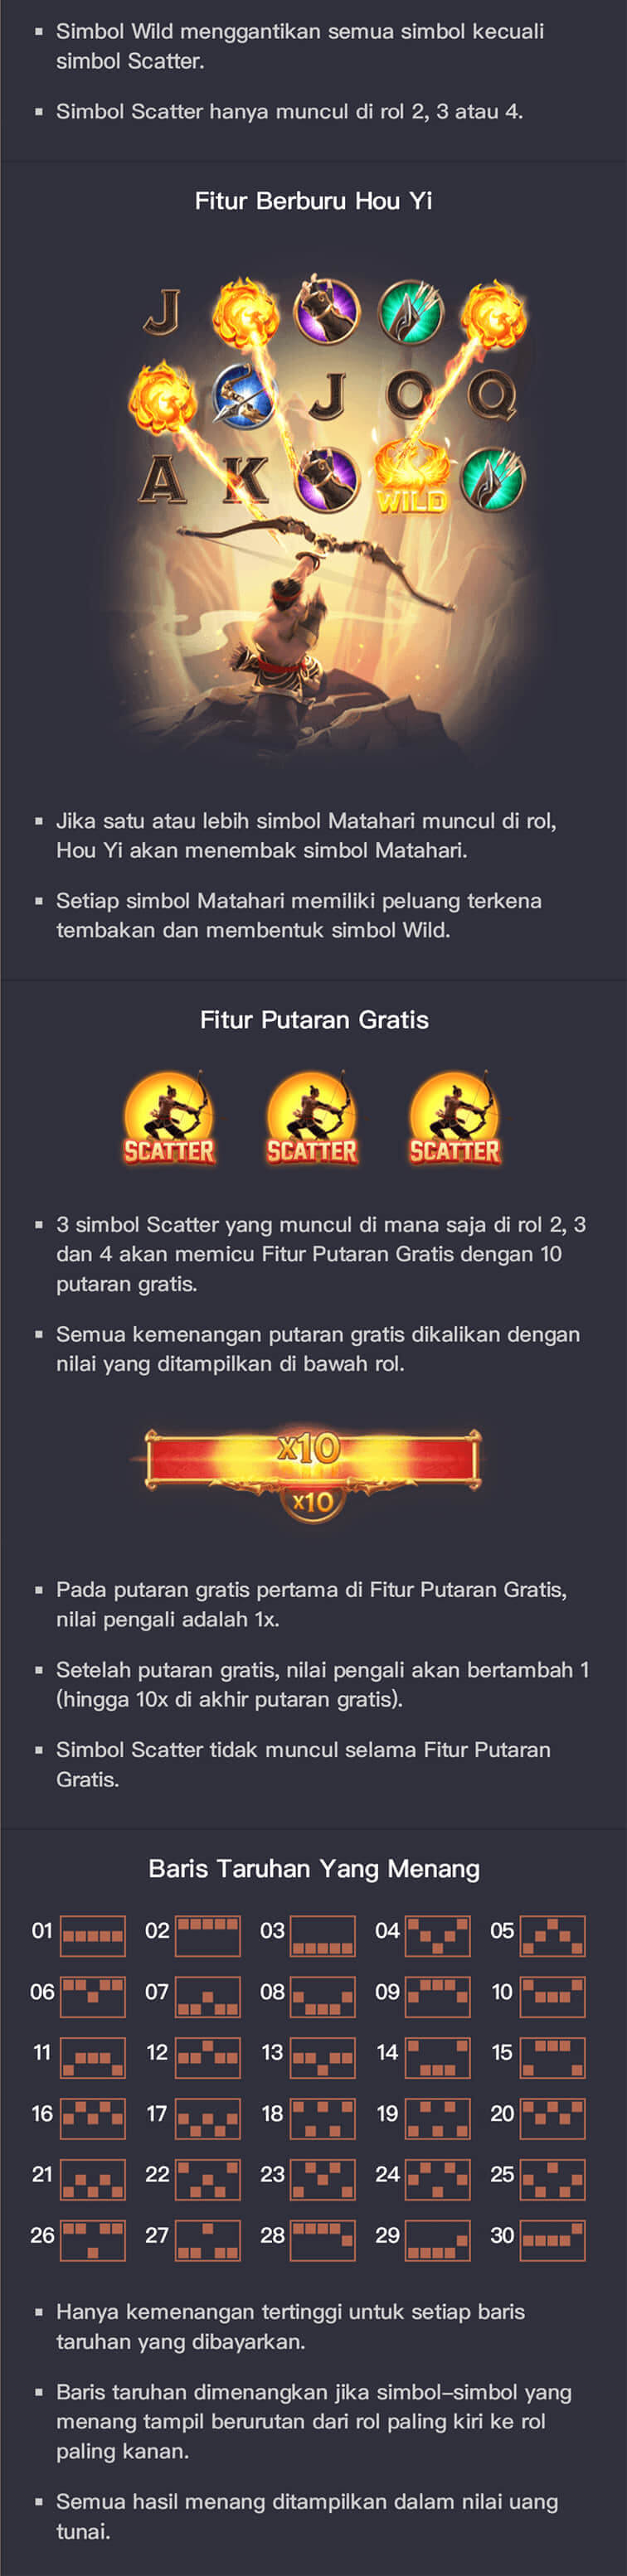 ▪ Simbol Wild menggantikan semua simbol kecuali
simbol Scatter.
▪ Simbol Scatter hanya muncul di rol 2, 3 atau 4.
Fitur Berburu Hou Yi
J
J Q Q
A K
WILD
▪ Jika satu atau lebih simbol Matahari muncul di rol,
Hou Yi akan menembak simbol Matahari.
▪ Setiap simbol Matahari memiliki peluang terkena
tembakan dan membentuk simbol Wild.
Fitur Putaran Gratis
SCATTER SCATTER SCATTER
▪ 3 simbol Scatter yang muncul di mana saja di rol 2, 3
dan 4 akan memicu Fitur Putaran Gratis dengan 10
putaran gratis.
▪ Semua kemenangan putaran gratis dikalikan dengan
nilai yang ditampilkan di bawah rol.
x10
x10
▪ Pada putaran gratis pertama di Fitur Putaran Gratis,
nilai pengali adalah 1x.
▪ Setelah putaran gratis, nilai pengali akan bertambah 1
(hingga 10x di akhir putaran gratis).
▪ Simbol Scatter tidak muncul selama Fitur Putaran
Gratis.
Baris Taruhan Yang Menang
01 02 03 04 05
06 07 08 09 10
11 12 13 14 15
16 17 18 19 20
21 22 23 24 25
26 27 28 29 30
▪ Hanya kemenangan tertinggi untuk setiap baris
taruhan yang dibayarkan.
▪ Baris taruhan dimenangkan jika simbol–simbol yang
menang tampil berurutan dari rol paling kiri ke rol
paling kanan.
▪ Semua hasil menang ditampilkan dalam nilai uang
tunai.